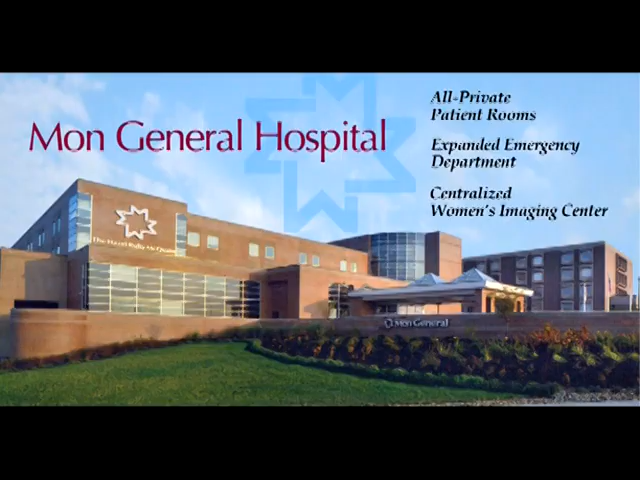 Mon General Hospital
All-Private
Patient Rooms
Expanded Emergency
Department
Centralized
Women's Imaging Center
Mon General